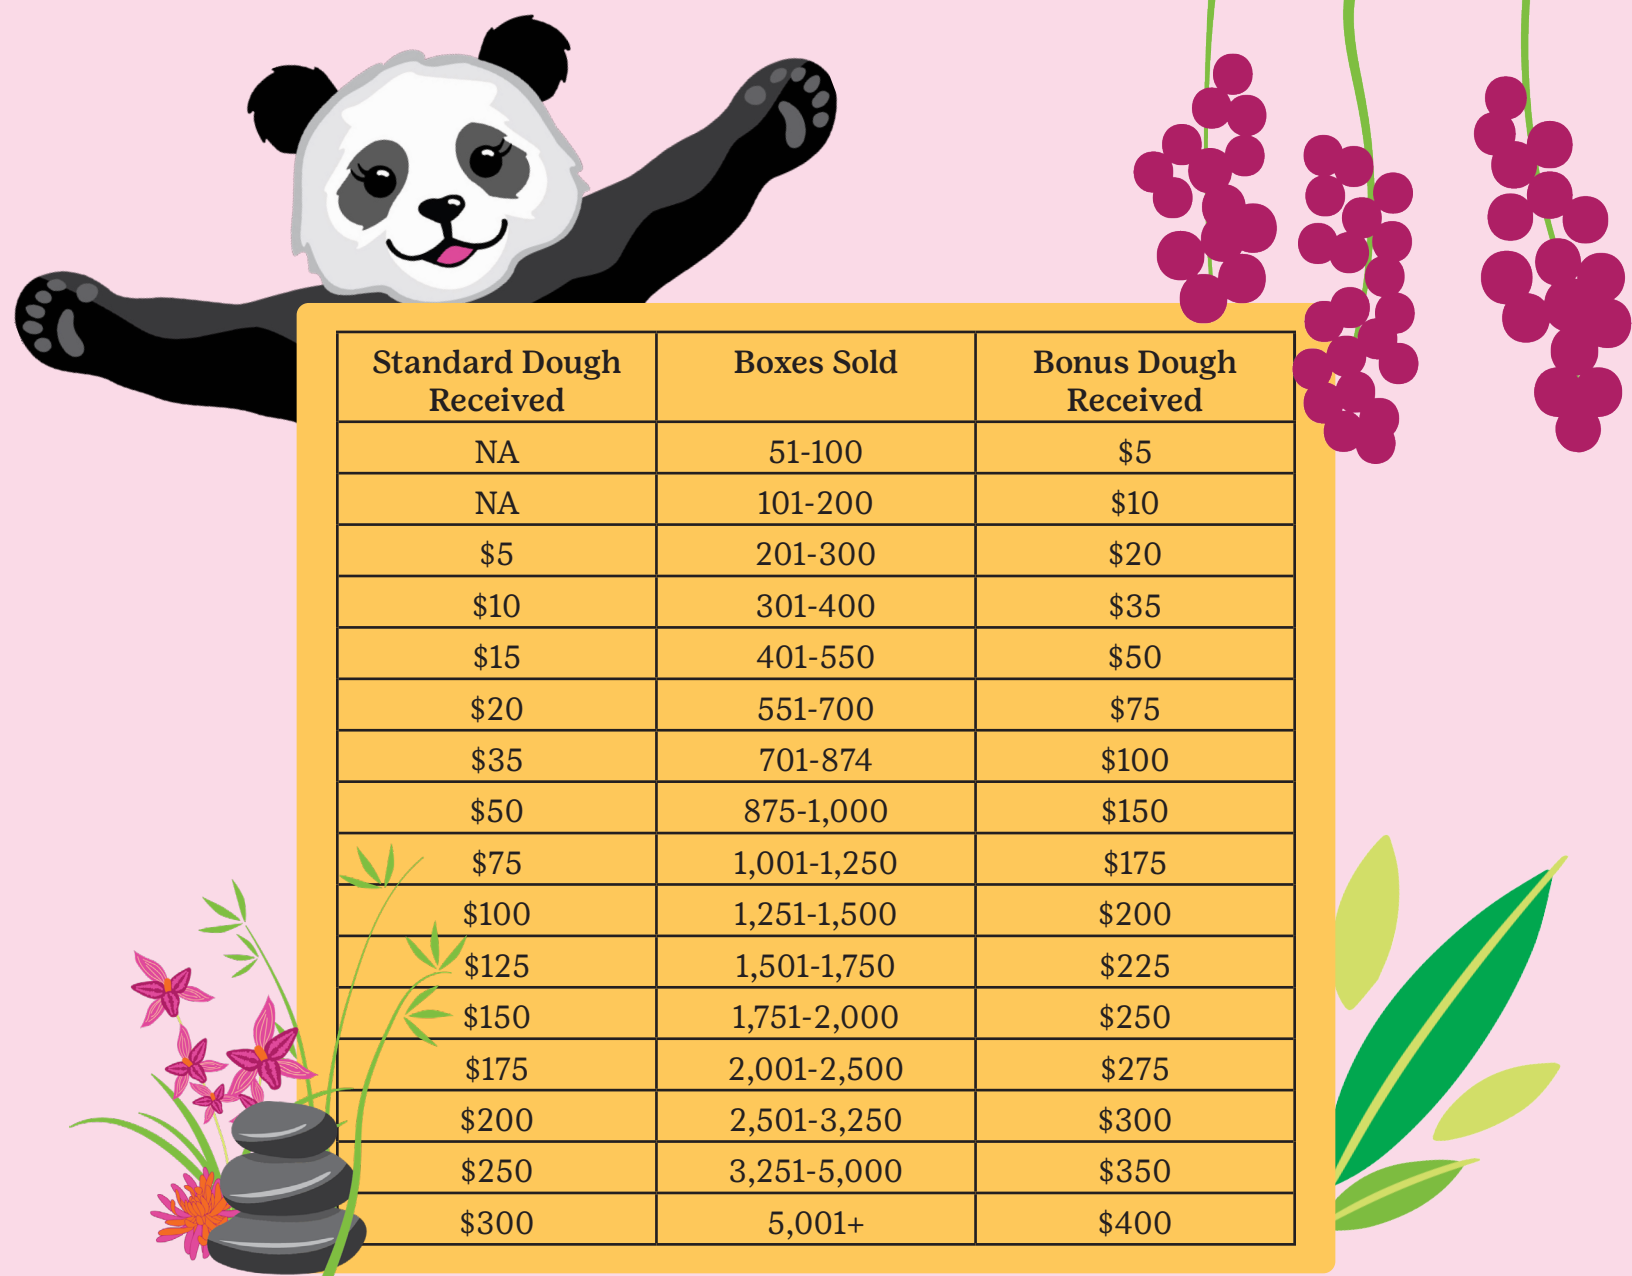 Standard Dough Received Boxes Sold Bonus Dough Received
NA 51-100 $5
NA 101-200 $10
$5 201-300 $20
$10 301-400 $35
$15 401-550 $50
$20 551-700 $75
$35 701-874 $100
$50 875-1,000 $150
$75 1,001-1,250 $175
$100 1,251-1,500 $200
$125 1,501-1,750 $225
$150 1,751-2,000 $250
$175 2,001-2,500 $275
$200 2,501-3,250 $300
$250 3,251-5,000 $350
$300 5,001+ $400